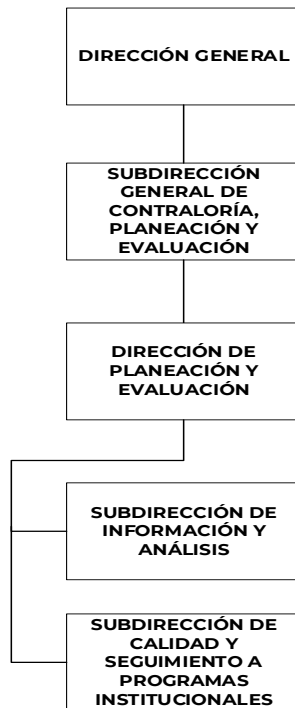 DIRECCIÓN GENERAL
SUBDIRECCIÓN
GENERAL DE
CONTRALORÍA,
PLANEACIÓN Y
EVALUACIÓN
DIRECCIÓN DE
PLANEACIÓN Y
EVALUACIÓN
SUBDIRECCIÓN DE
INFORMACIÓN Y
ANÁLISIS
SUBDIRECCIÓN DE
CALIDAD Y
SEGUIMIENTO A
PROGRAMAS
INSTITUCIONALES